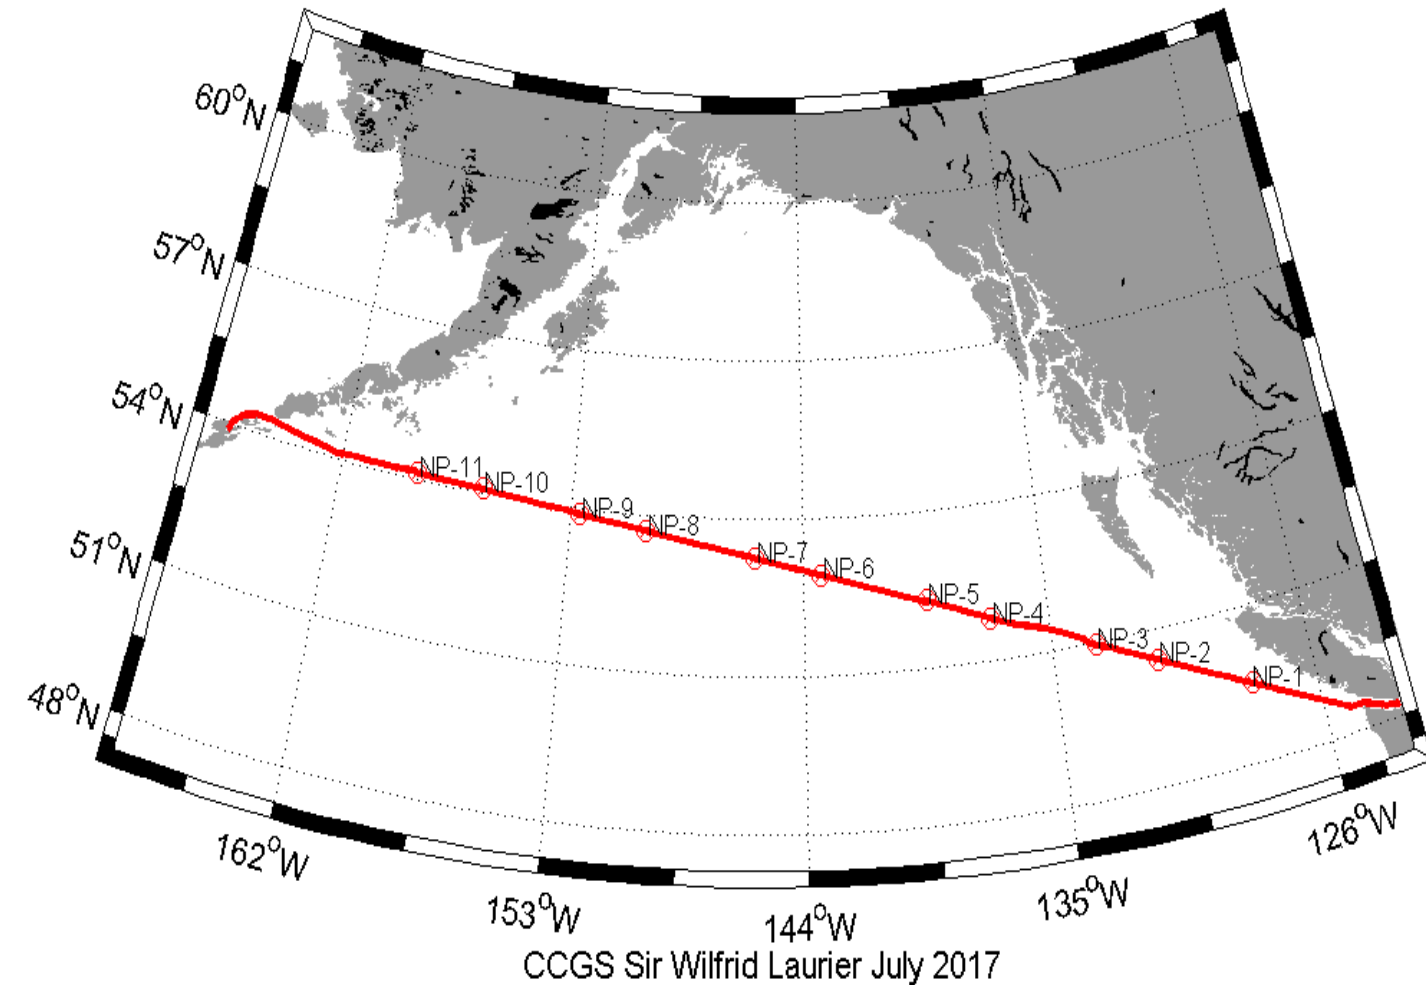 60°N
57°N
54°N
51°N
48°N
NP-11
NP-10
NP-9
NP-8
NP-7
NP-6
NP-5
NP-4
NP-3
NP-2
NP-1
162°W
153°W
144°W
135°W
126°W
CCGS Sir Wilfrid Laurier July 2017